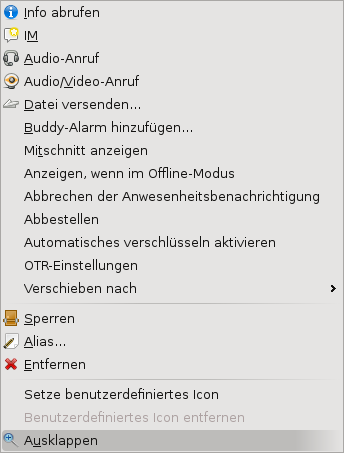 Info abrufen
IM
Audio-Anruf
Audio/Video-Anruf
Datei versenden...
Buddy-Alarm hinzufügen...
Mitschnitt anzeigen
Anzeigen, wenn im Offline-Modus
Abbrechen der Anwesenheitsbenachrichtigung
Abbestellen
Automatisches verschlüsseln aktivieren
OTR-Einstellungen
Verschieben nach
Sperren
Alias...
Entfernen
Setze benutzerdefiniertes Icon
Benutzerdefiniertes Icon entfernen
Ausklappen